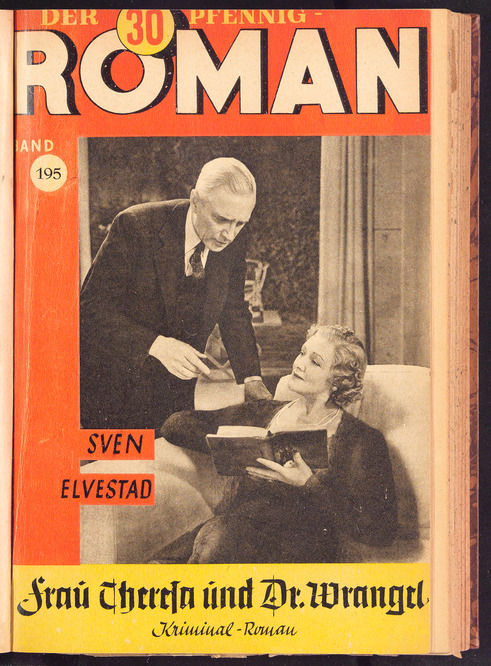 DER 30 PFENNIG-
ROMAN
BAND
195
SVEN
ELVESTAD
Frau Theresa und Dr. Wrangel
Kriminal-Roman